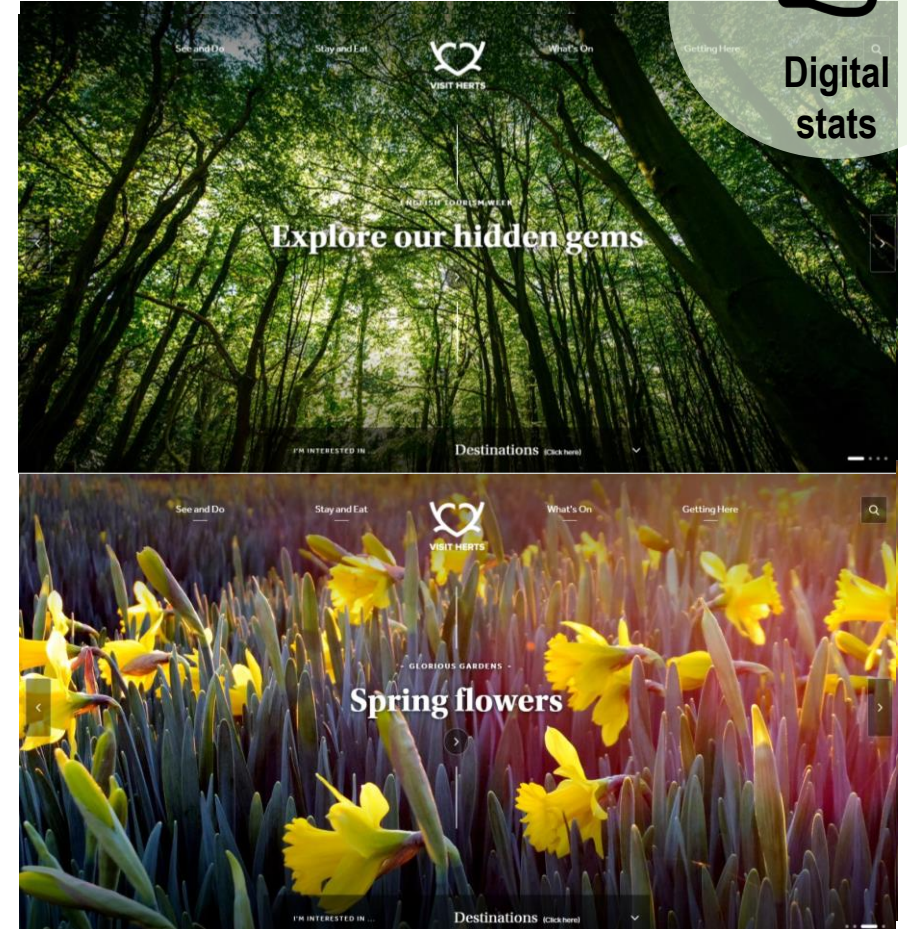 See and Do
Stay and Eat
VISIT HERTS
What's On
Getting Here
Digital
stats
ENGLISH TOURISM WEEK
Explore our hidden gems
I'M INTERESTED IN ...
Destinations (Click here)
See and Do
Stay and Eat
VISIT HERTS
What's On
Getting Here
- GLORIOUS GARDENS -
Spring flowers
I'M INTERESTED IN ...
Destinations (Click here)